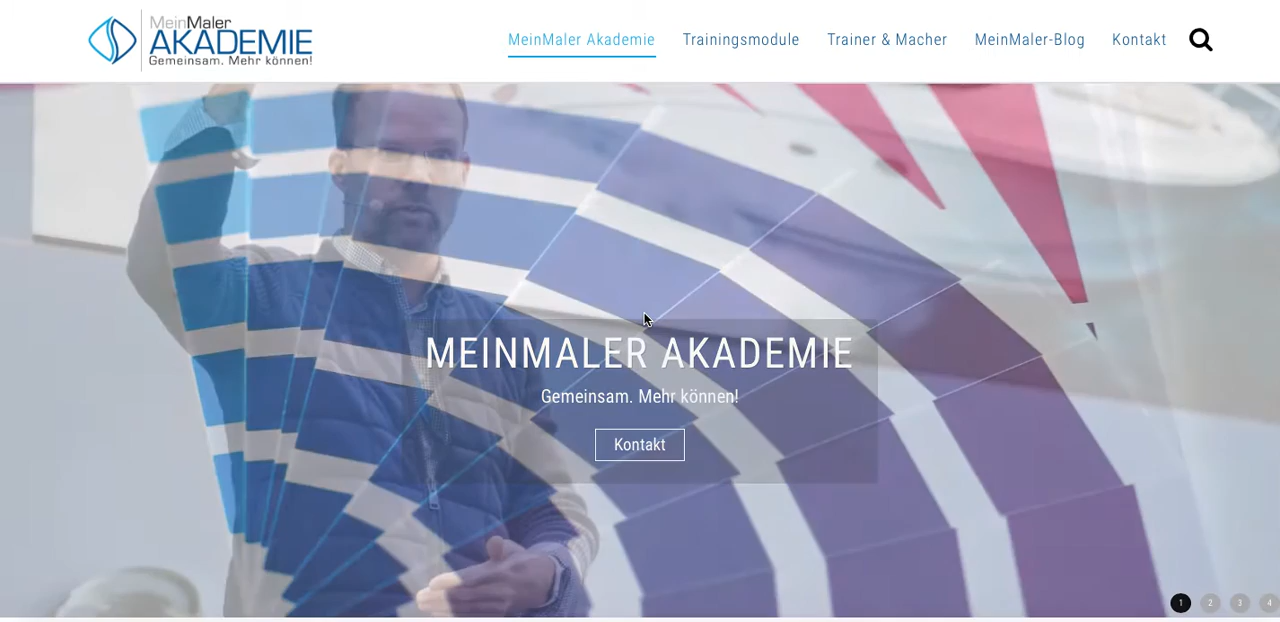 MeinMaler
AKADEMIE
Gemeinsam. Mehr können!
MeinMaler Akademie Trainingsmodule Trainer & Macher MeinMaler-Blog Kontakt
MEINMALER AKADEMIE
Gemeinsam. Mehr können!
Kontakt
1 2 3 4